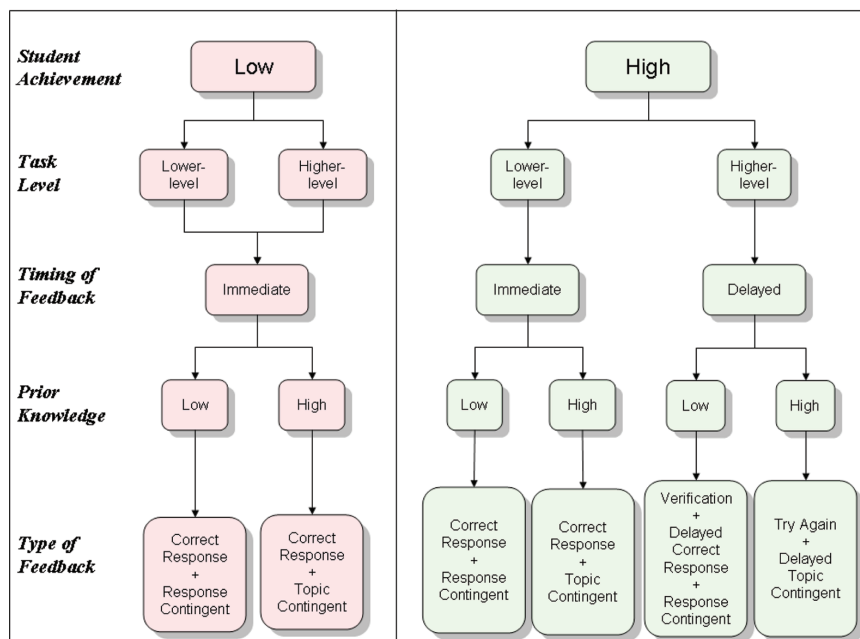 Student
Achievement
Low
High
Task
Level
Lower-
level
Higher-
level
Lower-
level
Higher-
level
Timing of
Feedback
Immediate
Immediate
Delayed
Prior
Knowledge
Low
High
Low
High
Low
High
Type of
Feedback
Correct
Response
+
Response
Contingent
Correct
Response
+
Topic
Contingent
Correct
Response
+
Response
Contingent
Correct
Response
+
Topic
Contingent
Verification
+
Delayed
Correct
Response
+
Response
Contingent
Try Again
+
Delayed
Topic
Contingent